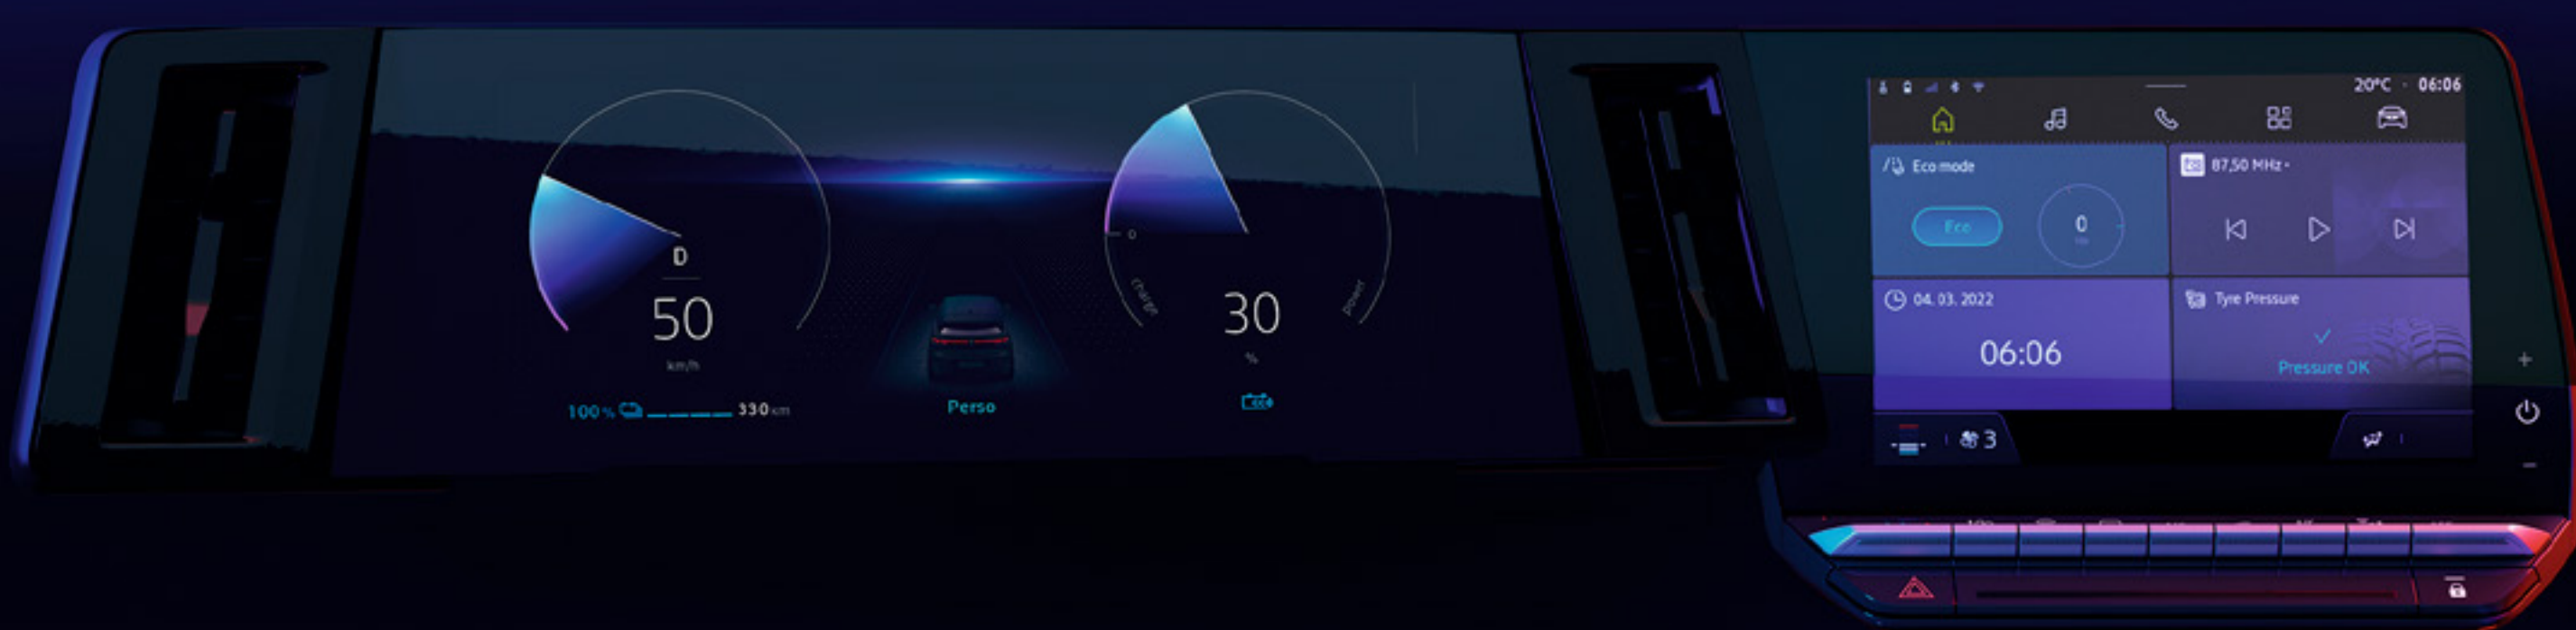 D
50
km/h
100% 330 km
Perso
0
charge
power
30
%
20°C · 06:06
Eco mode
Eco
0
87,50 MHz -
04. 03. 2022
06:06
Tyre Pressure
Pressure OK
3